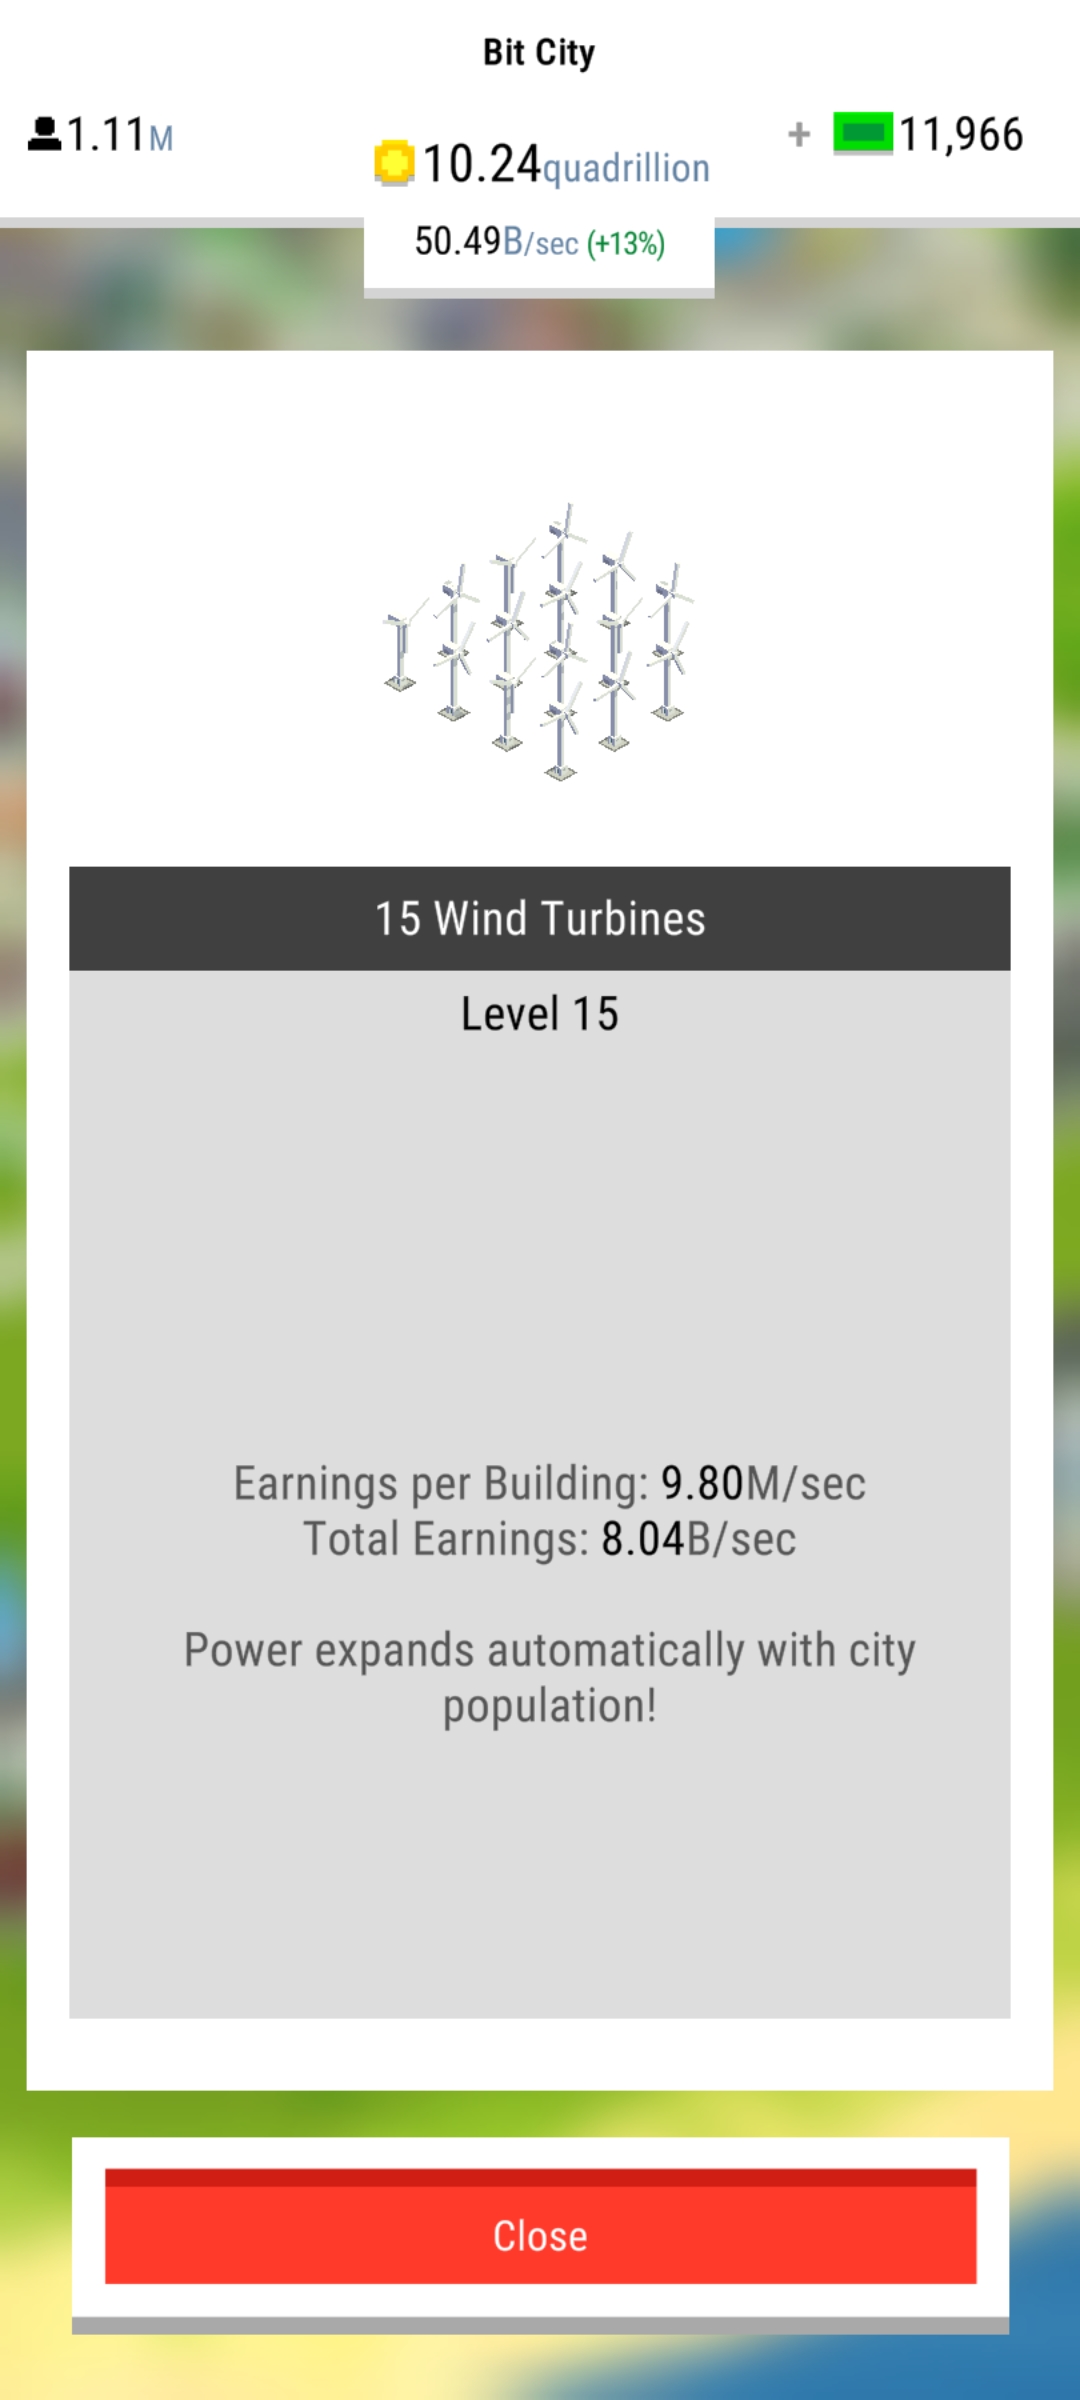 Bit City
1.11M
10.24quadrillion
+ 11,966
50.49B/sec (+13%)
15 Wind Turbines
Level 15
Earnings per Building: 9.80M/sec
Total Earnings: 8.04B/sec
Power expands automatically with city
population!
Close